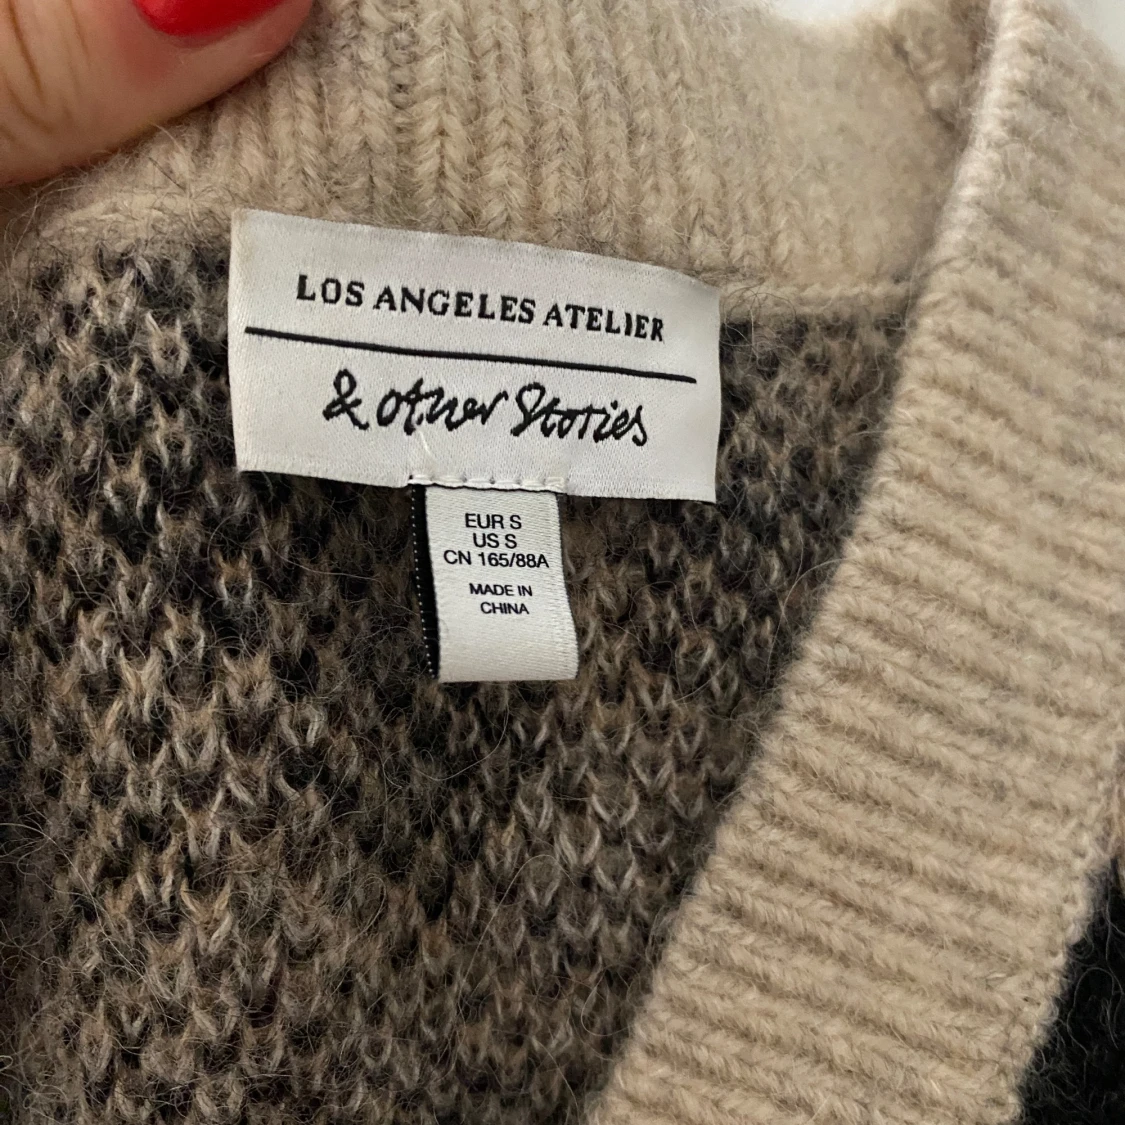 LOS ANGELES ATELIER
& other Stories
EUR S
US S
CN 165/88A
MADE IN
CHINA